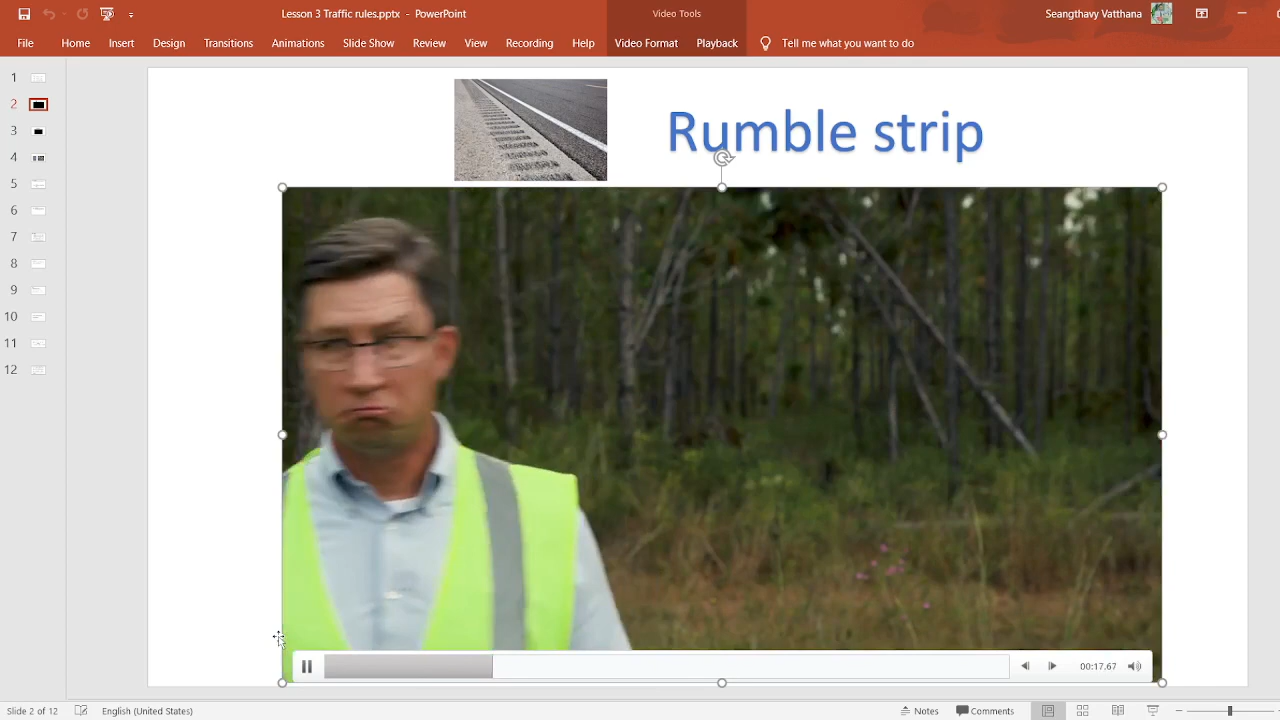 Lesson 3 Traffic rules.pptx - PowerPoint
Video Tools
Seangthavy Vatthana
File Home Insert Design Transitions Animations Slide Show Review View Recording Help Video Format Playback Tell me what you want to do
1
2
3
4
5
6
7
8
9
10
11
12
Rumble strip
00:17.67
Slide 2 of 12 English (United States) Notes Comments